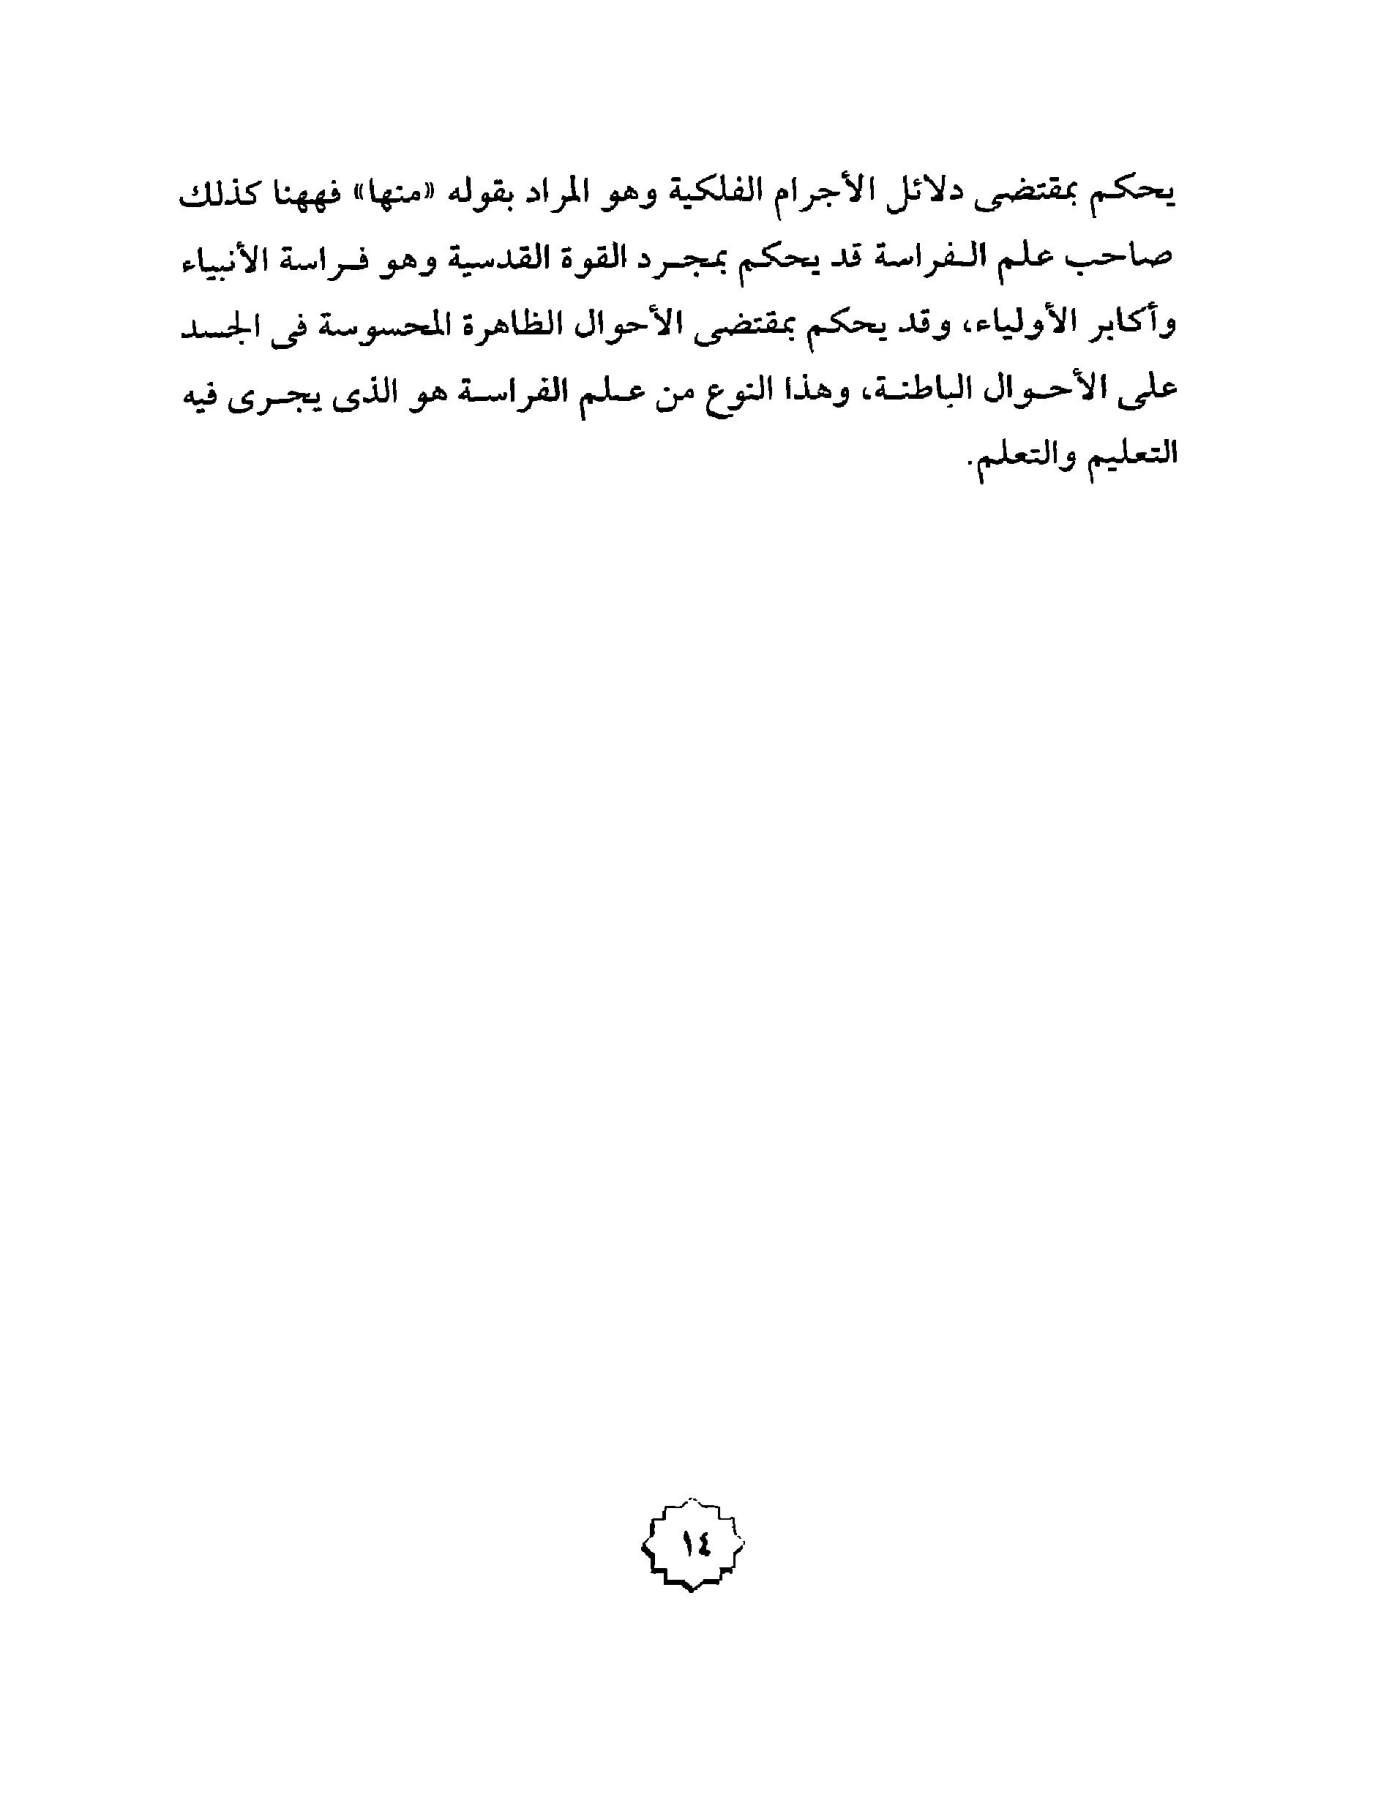 يحكم بمقتضى دلائل الأجرام الفلكية وهو المراد بقوله «منها» فههنا كذلك
صاحب علم الفراسة قد يحكم بمجرد القوة القدسية وهو فراسة الأنبياء
وأكابر الأولياء، وقد يحكم بمقتضى الأحوال الظاهرة المحسوسة فى الجسد
على الأحوال الباطنة، وهذا النوع من علم الفراسة هو الذى يجرى فيه
التعليم والتعلم.
١٤